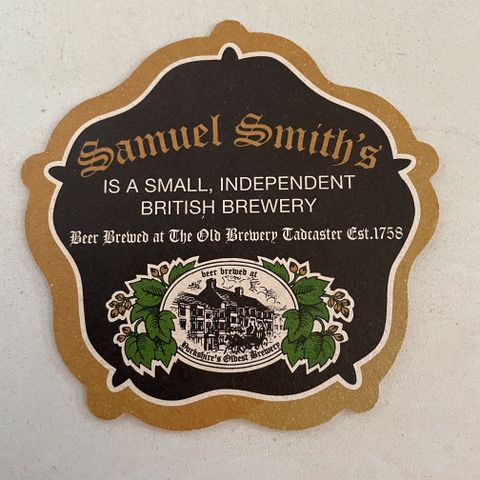 Samuel Smith's
IS A SMALL, INDEPENDENT
BRITISH BREWERY
Beer Brewed at The Old Brewery Tadcaster Est.1758
beer brewed at
Yorkshire's Oldest Brewery